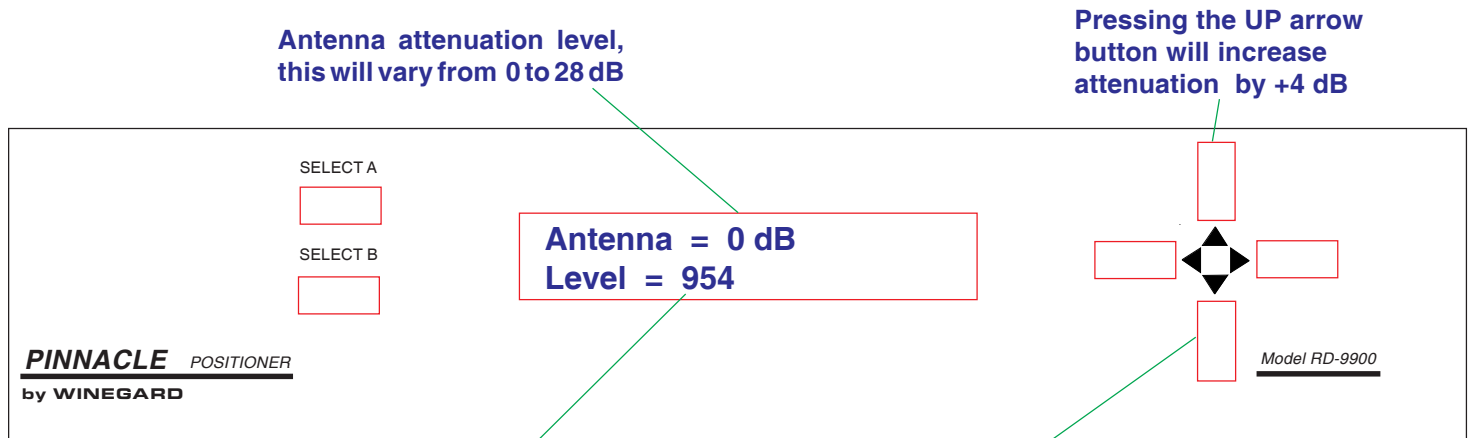 Antenna attenuation level,
this will vary from 0 to 28 dB
Pressing the UP arrow
button will increase
attenuation by +4 dB
SELECT A
SELECT B
Antenna = 0 dB
Level = 954
PINNACLE POSITIONER
by WINEGARD
Model RD-9900